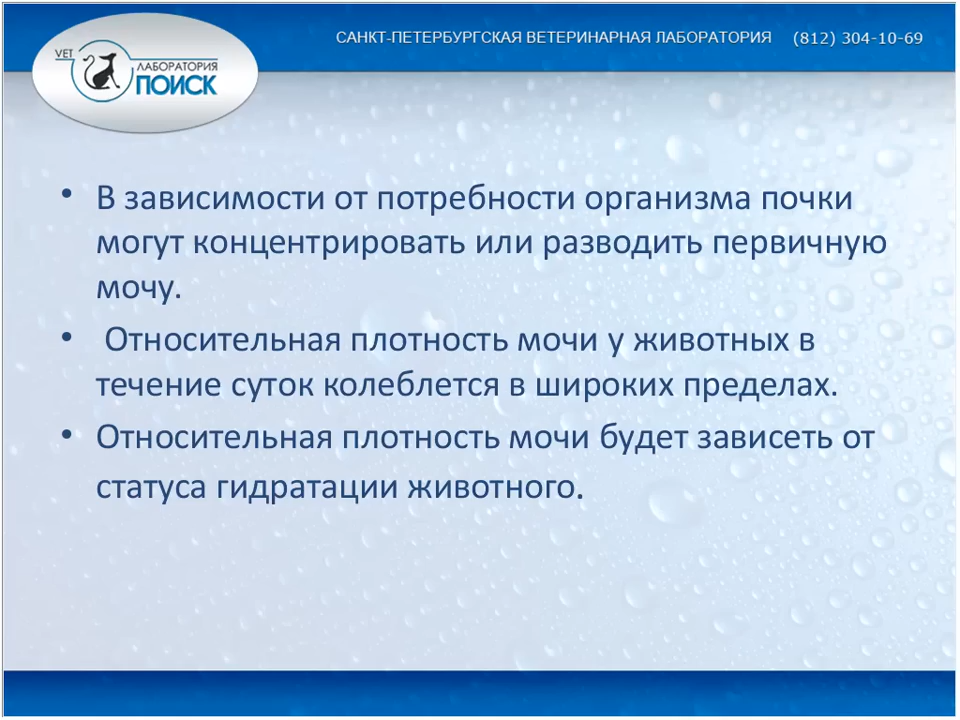 САНКТ-ПЕТЕРБУРГСКАЯ ВЕТЕРИНАРНАЯ ЛАБОРАТОРИЯ (812) 304-10-69
VET
ЛАБОРАТОРИЯ
ПОИСК
• В зависимости от потребности организма почки
могут концентрировать или разводить первичную
мочу.
• Относительная плотность мочи у животных в
течение суток колеблется в широких пределах.
• Относительная плотность мочи будет зависеть от
статуса гидратации животного.